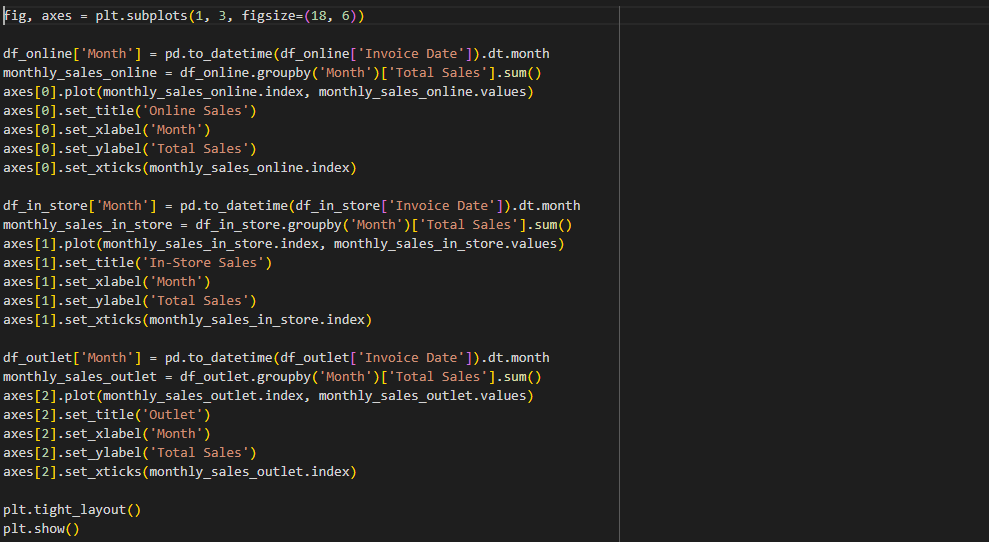 fig, axes = plt.subplots(1, 3, figsize=(18, 6))

df_online['Month'] = pd.to_datetime(df_online['Invoice Date']).dt.month
monthly_sales_online = df_online.groupby('Month')['Total Sales'].sum()
axes[0].plot(monthly_sales_online.index, monthly_sales_online.values)
axes[0].set_title('Online Sales')
axes[0].set_xlabel('Month')
axes[0].set_ylabel('Total Sales')
axes[0].set_xticks(monthly_sales_online.index)

df_in_store['Month'] = pd.to_datetime(df_in_store['Invoice Date']).dt.month
monthly_sales_in_store = df_in_store.groupby('Month')['Total Sales'].sum()
axes[1].plot(monthly_sales_in_store.index, monthly_sales_in_store.values)
axes[1].set_title('In-Store Sales')
axes[1].set_xlabel('Month')
axes[1].set_ylabel('Total Sales')
axes[1].set_xticks(monthly_sales_in_store.index)

df_outlet['Month'] = pd.to_datetime(df_outlet['Invoice Date']).dt.month
monthly_sales_outlet = df_outlet.groupby('Month')['Total Sales'].sum()
axes[2].plot(monthly_sales_outlet.index, monthly_sales_outlet.values)
axes[2].set_title('Outlet')
axes[2].set_xlabel('Month')
axes[2].set_ylabel('Total Sales')
axes[2].set_xticks(monthly_sales_outlet.index)

plt.tight_layout()
plt.show()